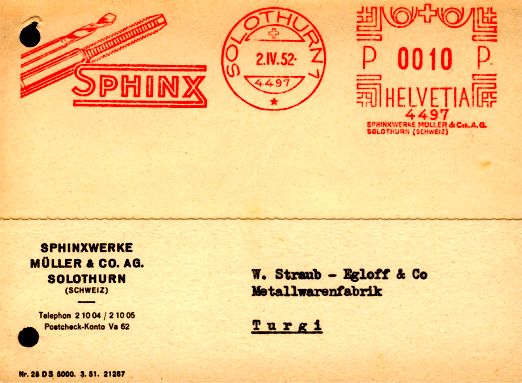 SPHINX
SOLOTHURN 1
2.IV.52-
4497
P 0010 P
HELVETIA
4497
SPHINXWERKE MÜLLER & CIE. A.G.
SOLOTHURN (SCHWEIZ)
SPHINXWERKE
MÜLLER & CO. AG.
SOLOTHURN
(SCHWEIZ)
Telephon 2 10 04 / 2 10 05
Postcheck-Konto Va 62
W. Straub - Egloff & Co
Metallwarenfabrik
Turgi
Nr. 28 DS 5000. 3. 51. 21287